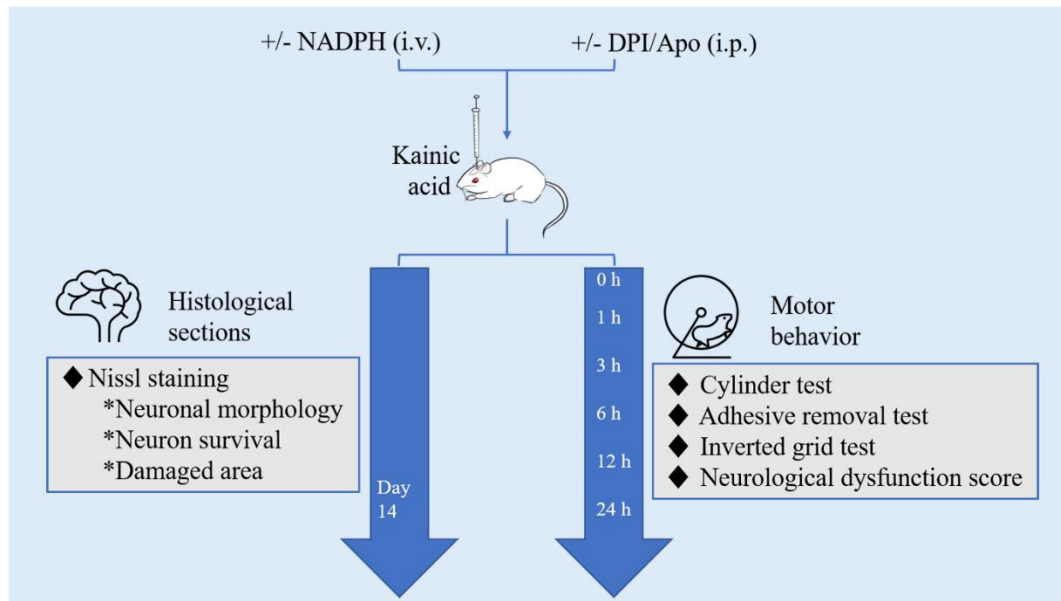 +/- NADPH (i.v.)
+/- DPI/Apo (i.p.)
Kainic
acid
Histological
sections
◆ Nissl staining
*Neuronal morphology
*Neuron survival
*Damaged area
Day
14
0 h
1 h
3 h
6 h
12 h
24 h
Motor
behavior
◆ Cylinder test
◆ Adhesive removal test
◆ Inverted grid test
◆ Neurological dysfunction score